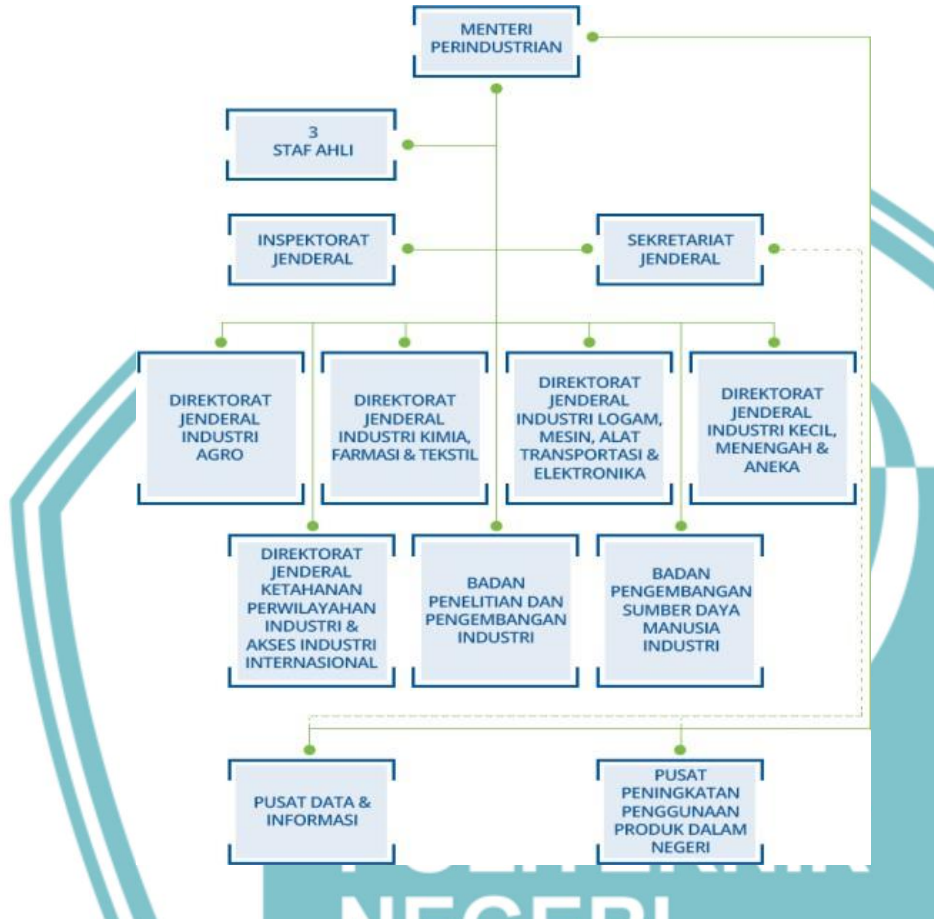 MENTERI
PERINDUSTRIAN
3
STAF AHLI
INSPEKTORAT
JENDERAL
SEKRETARIAT
JENDERAL
DIREKTORAT
JENDERAL
INDUSTRI
AGRO
DIREKTORAT
JENDERAL
INDUSTRI KIMIA,
FARMASI & TEKSTIL
DIREKTORAT
JENDERAL
INDUSTRI LOGAM,
MESIN, ALAT
TRANSPORTASI &
ELEKTRONIKA
DIREKTORAT
JENDERAL
INDUSTRI KECIL,
MENENGAH &
ANEKA
DIREKTORAT
JENDERAL
KETAHANAN
PERWILAYAHAN
INDUSTRI &
AKSES INDUSTRI
INTERNASIONAL
BADAN
PENELITIAN DAN
PENGEMBANGAN
INDUSTRI
BADAN
PENGEMBANGAN
SUMBER DAYA
MANUSIA
INDUSTRI
PUSAT DATA &
INFORMASI
PUSAT
PENINGKATAN
PENGGUNAAN
PRODUK DALAM
NEGERI
POLITEKNIK
NEGERI